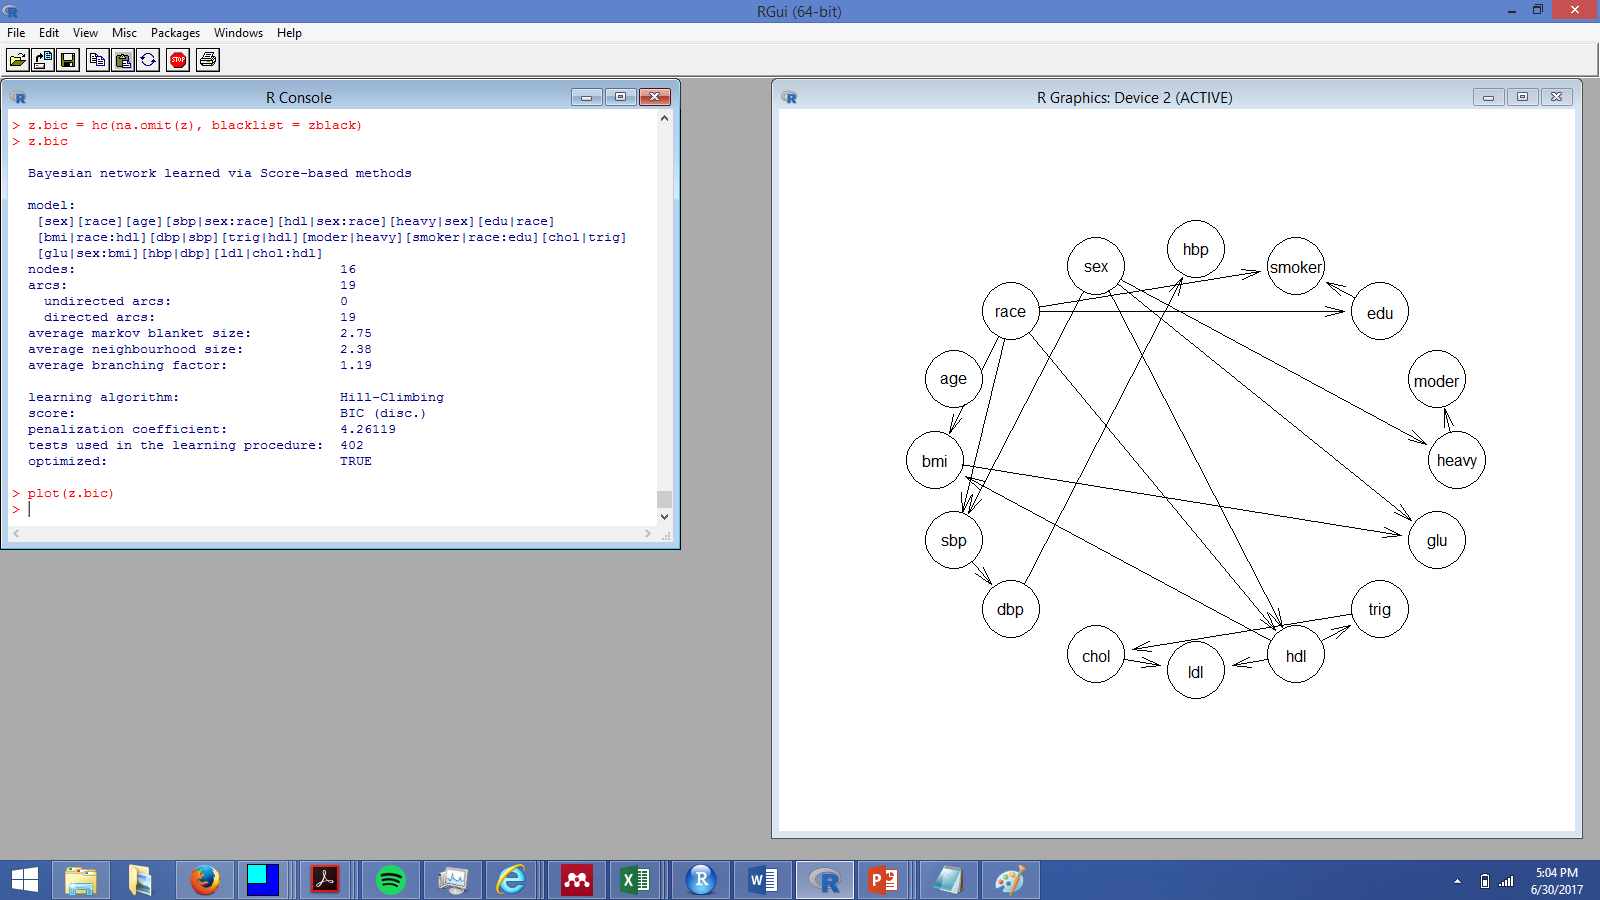 RGui (64-bit)
File Edit View Misc Packages Windows Help
STOP
R Console
> z.bic = hc(na.omit(z), blacklist = zblack)
> z.bic
Bayesian network learned via Score-based methods
model:
[sex][race][age][sbp|sex:race][hdl|sex:race][heavy|sex][edu|race]
[bmi|race:hdl][dbp|sbp][trig|hdl][moder|heavy][smoker|race:edu][chol|trig]
[glu|sex:bmi][hbp|dbp][ldl|chol:hdl]
nodes: 16
arcs: 19
undirected arcs: 0
directed arcs: 19
average markov blanket size: 2.75
average neighbourhood size: 2.38
average branching factor: 1.19
learning algorithm: Hill-Climbing
score: BIC (disc.)
penalization coefficient: 4.26119
tests used in the learning procedure: 402
optimized: TRUE
> plot(z.bic)
>
R Graphics: Device 2 (ACTIVE)
hbp
sex
smoker
race
edu
age
moder
bmi
heavy
sbp
glu
dbp
trig
chol
ldl
hdl
5:04 PM
6/30/2017